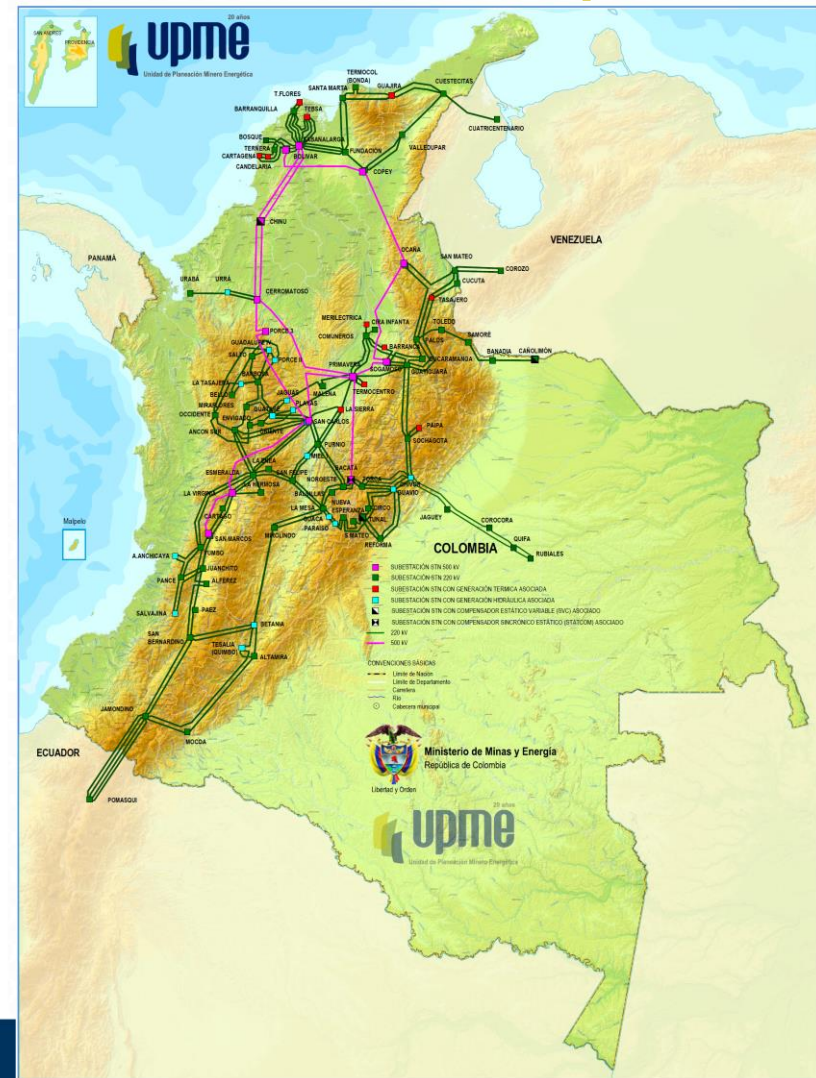 SAN ANDRES
PROVIDENCIA
20 años
upme
Unidad de Planeación Minero Energética
TERMOCOL
(BONDA)
SANTA MARTA
GUAJIRA
CUESTECITAS
T.FLORES
TEBSA
BARRANQUILLA
CUATRICENTENARIO
BOSQUE
SABANALARGA
TERNERA
CARTAGENA
BOLIVAR
CANDELARIA
FUNDACIÓN
VALLEDUPAR
COPEY
CHINU
VENEZUELA
PANAMÁ
OCAÑA
SAN MATEO
COROZO
CUCUTA
URABÁ
URRÁ
CERROMATOSO
TASAJERO
MERILECTRICA
CIRA INFANTA
TOLEDO
PORCE 3
COMUNEROS
PALOS
SAMORÉ
GUADALUPE IV
BARRANCA
BANADIA
CAÑOLIMÓN
SALTO
PORCE II
PRIMAVERA
SOGAMOSO
BUCARAMANGA
GUATIGUARÁ
LA TASAJERA
BARBOSA
BELLO
MALENA
TERMOCENTRO
MIRAFLORES
JAGUAS
PLAYAS
OCCIDENTE
GUATAPE
LA SIERRA
ENVIGADO
SAN CARLOS
PAIPA
ORIENTE
ANCON SUR
SOCHAGOTA
PURNIO
MIEL
LA ENEA
ESMERALDA
SAN FELIPE
NOROESTE
BACATA
TORCA
CHIVOR
LA HERMOSA
LA VIRGINIA
BALSILLAS
GUAVIO
NUEVA
ESPERANZA
CIRCO
LA MESA
CARTAGO
GUACA
PARAISO
TUNAL
JAGUEY
COROCORA
SAN MARCOS
MIROLINDO
S.MATEO
REFORMA
QUIFA
RUBIALES
Malpelo
YUMBO
COLOMBIA
A.ANCHICAYA
JUANCHITO
PANCE
ALFEREZ
SALVAJINA
PAEZ
SAN
BERNARDINO
BETANIA
TESALIA
(QUIMBO)
ALTAMIRA
JAMONDINO
MOCOA
ECUADOR
POMASQUI
SUBESTACIÓN STN 500 kV
SUBESTACIÓN STN 220 kV
SUBESTACIÓN STN CON GENERACIÓN TERMICA ASOCIADA
SUBESTACIÓN STN CON GENERACIÓN HIDRÁULICA ASOCIADA
SUBESTACIÓN STN CON COMPENSADOR ESTÁTICO VARIABLE (SVC) ASOCIADO
SUBESTACIÓN STN CON COMPENSADOR SINCRÓNICO ESTÁTICO (STATCOM) ASOCIADO
220 kV
500 kV
CONVENCIONES BÁSICAS
Límite de Nación
Límite de Departamento
Carretera
Río
Cabecera municipal
Ministerio de Minas y Energía
República de Colombia
Libertad y Orden
20 años
upme
Unidad de Planeación Minero Energética